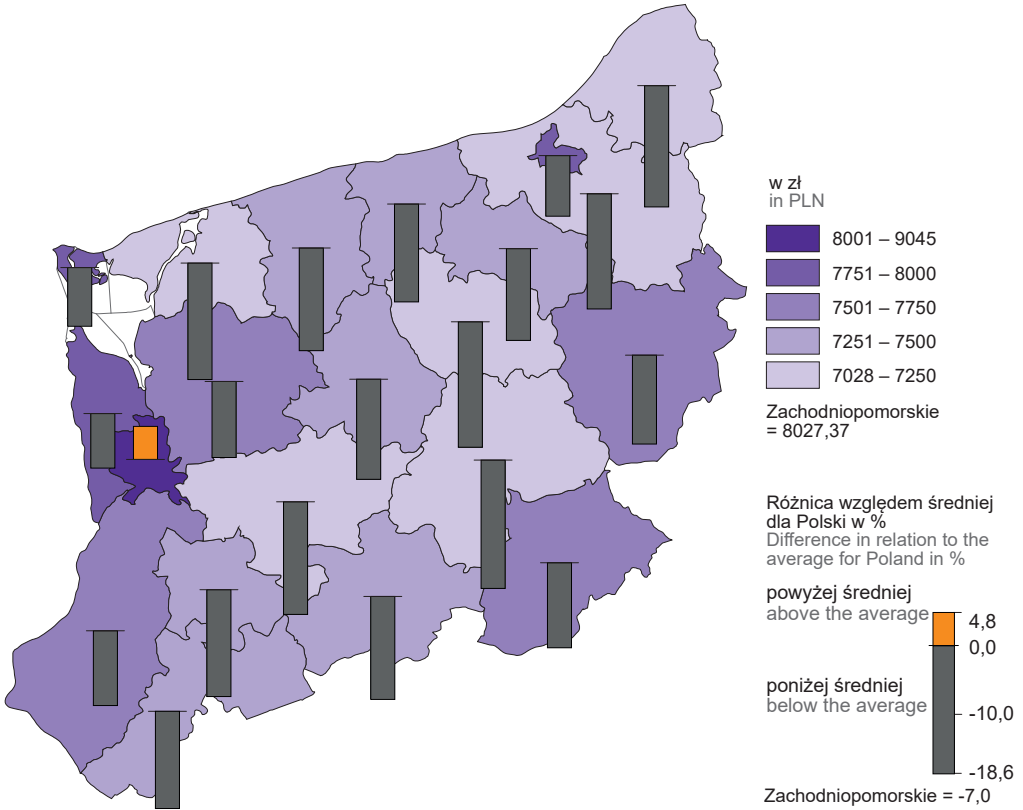 w zł
in PLN
8001 – 9045
7751 – 8000
7501 – 7750
7251 – 7500
7028 – 7250
Zachodniopomorskie
= 8027,37
Różnica względem średniej
dla Polski w %
Difference in relation to the
average for Poland in %
powyżej średniej
above the average
4,8
0,0
poniżej średniej
below the average
-10,0
-18,6
Zachodniopomorskie = -7,0